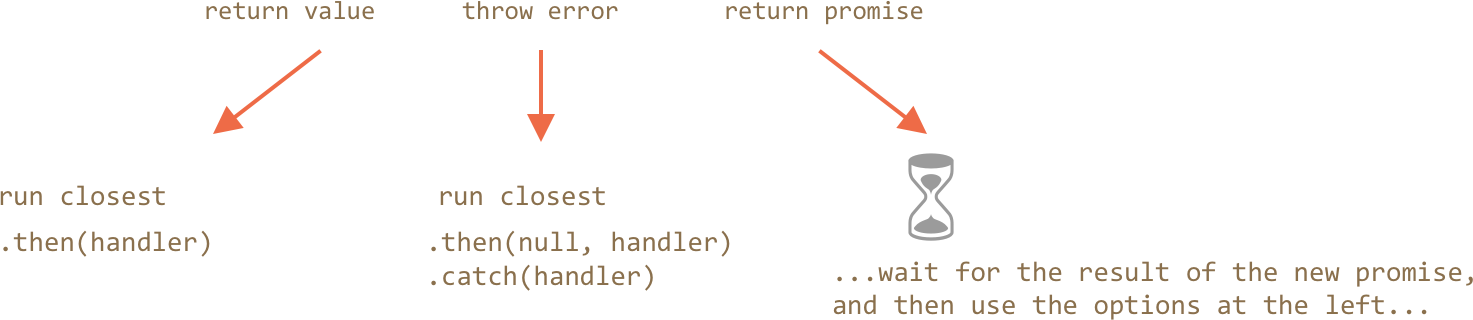 return value
throw error
return promise
run closest
.then(handler)
run closest
.then(null, handler)
.catch(handler)
...wait for the result of the new promise,
and then use the options at the left...